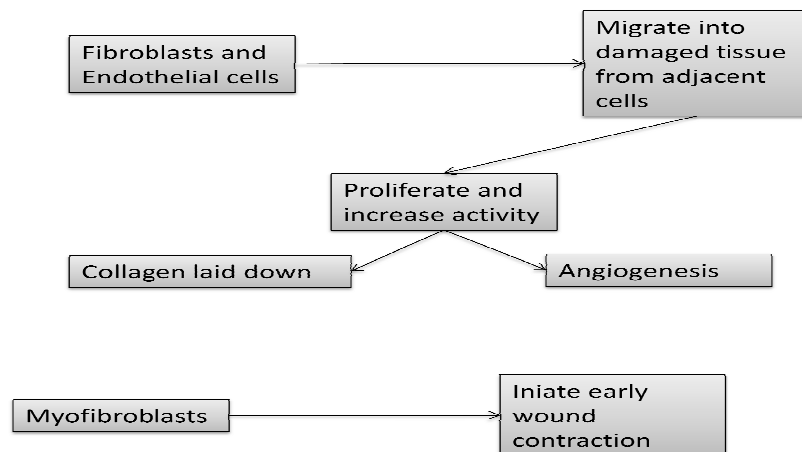 Fibroblasts and
Endothelial cells
Migrate into
damaged tissue
from adjacent
cells
Proliferate and
increase activity
Collagen laid down
Angiogenesis
Myofibroblasts
Iniate early
wound
contraction